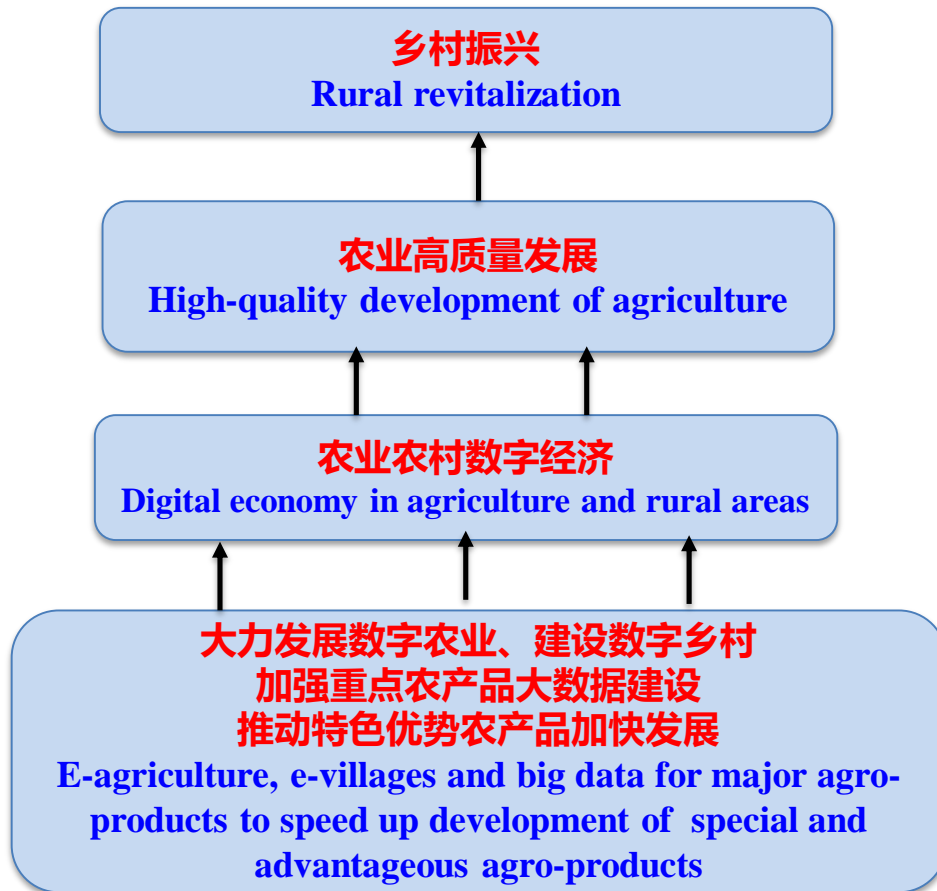 乡村振兴
Rural revitalization
农业高质量发展
High-quality development of agriculture
农业农村数字经济
Digital economy in agriculture and rural areas
大力发展数字农业、建设数字乡村
加强重点农产品大数据建设
推动特色优势农产品加快发展
E-agriculture, e-villages and big data for major agro-
products to speed up development of special and
advantageous agro-products